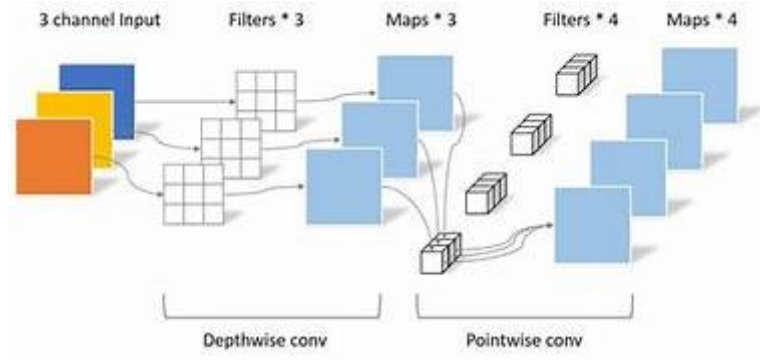 3 channel Input
Filters * 3
Maps * 3
Filters * 4
Maps * 4
Depthwise conv
Pointwise conv